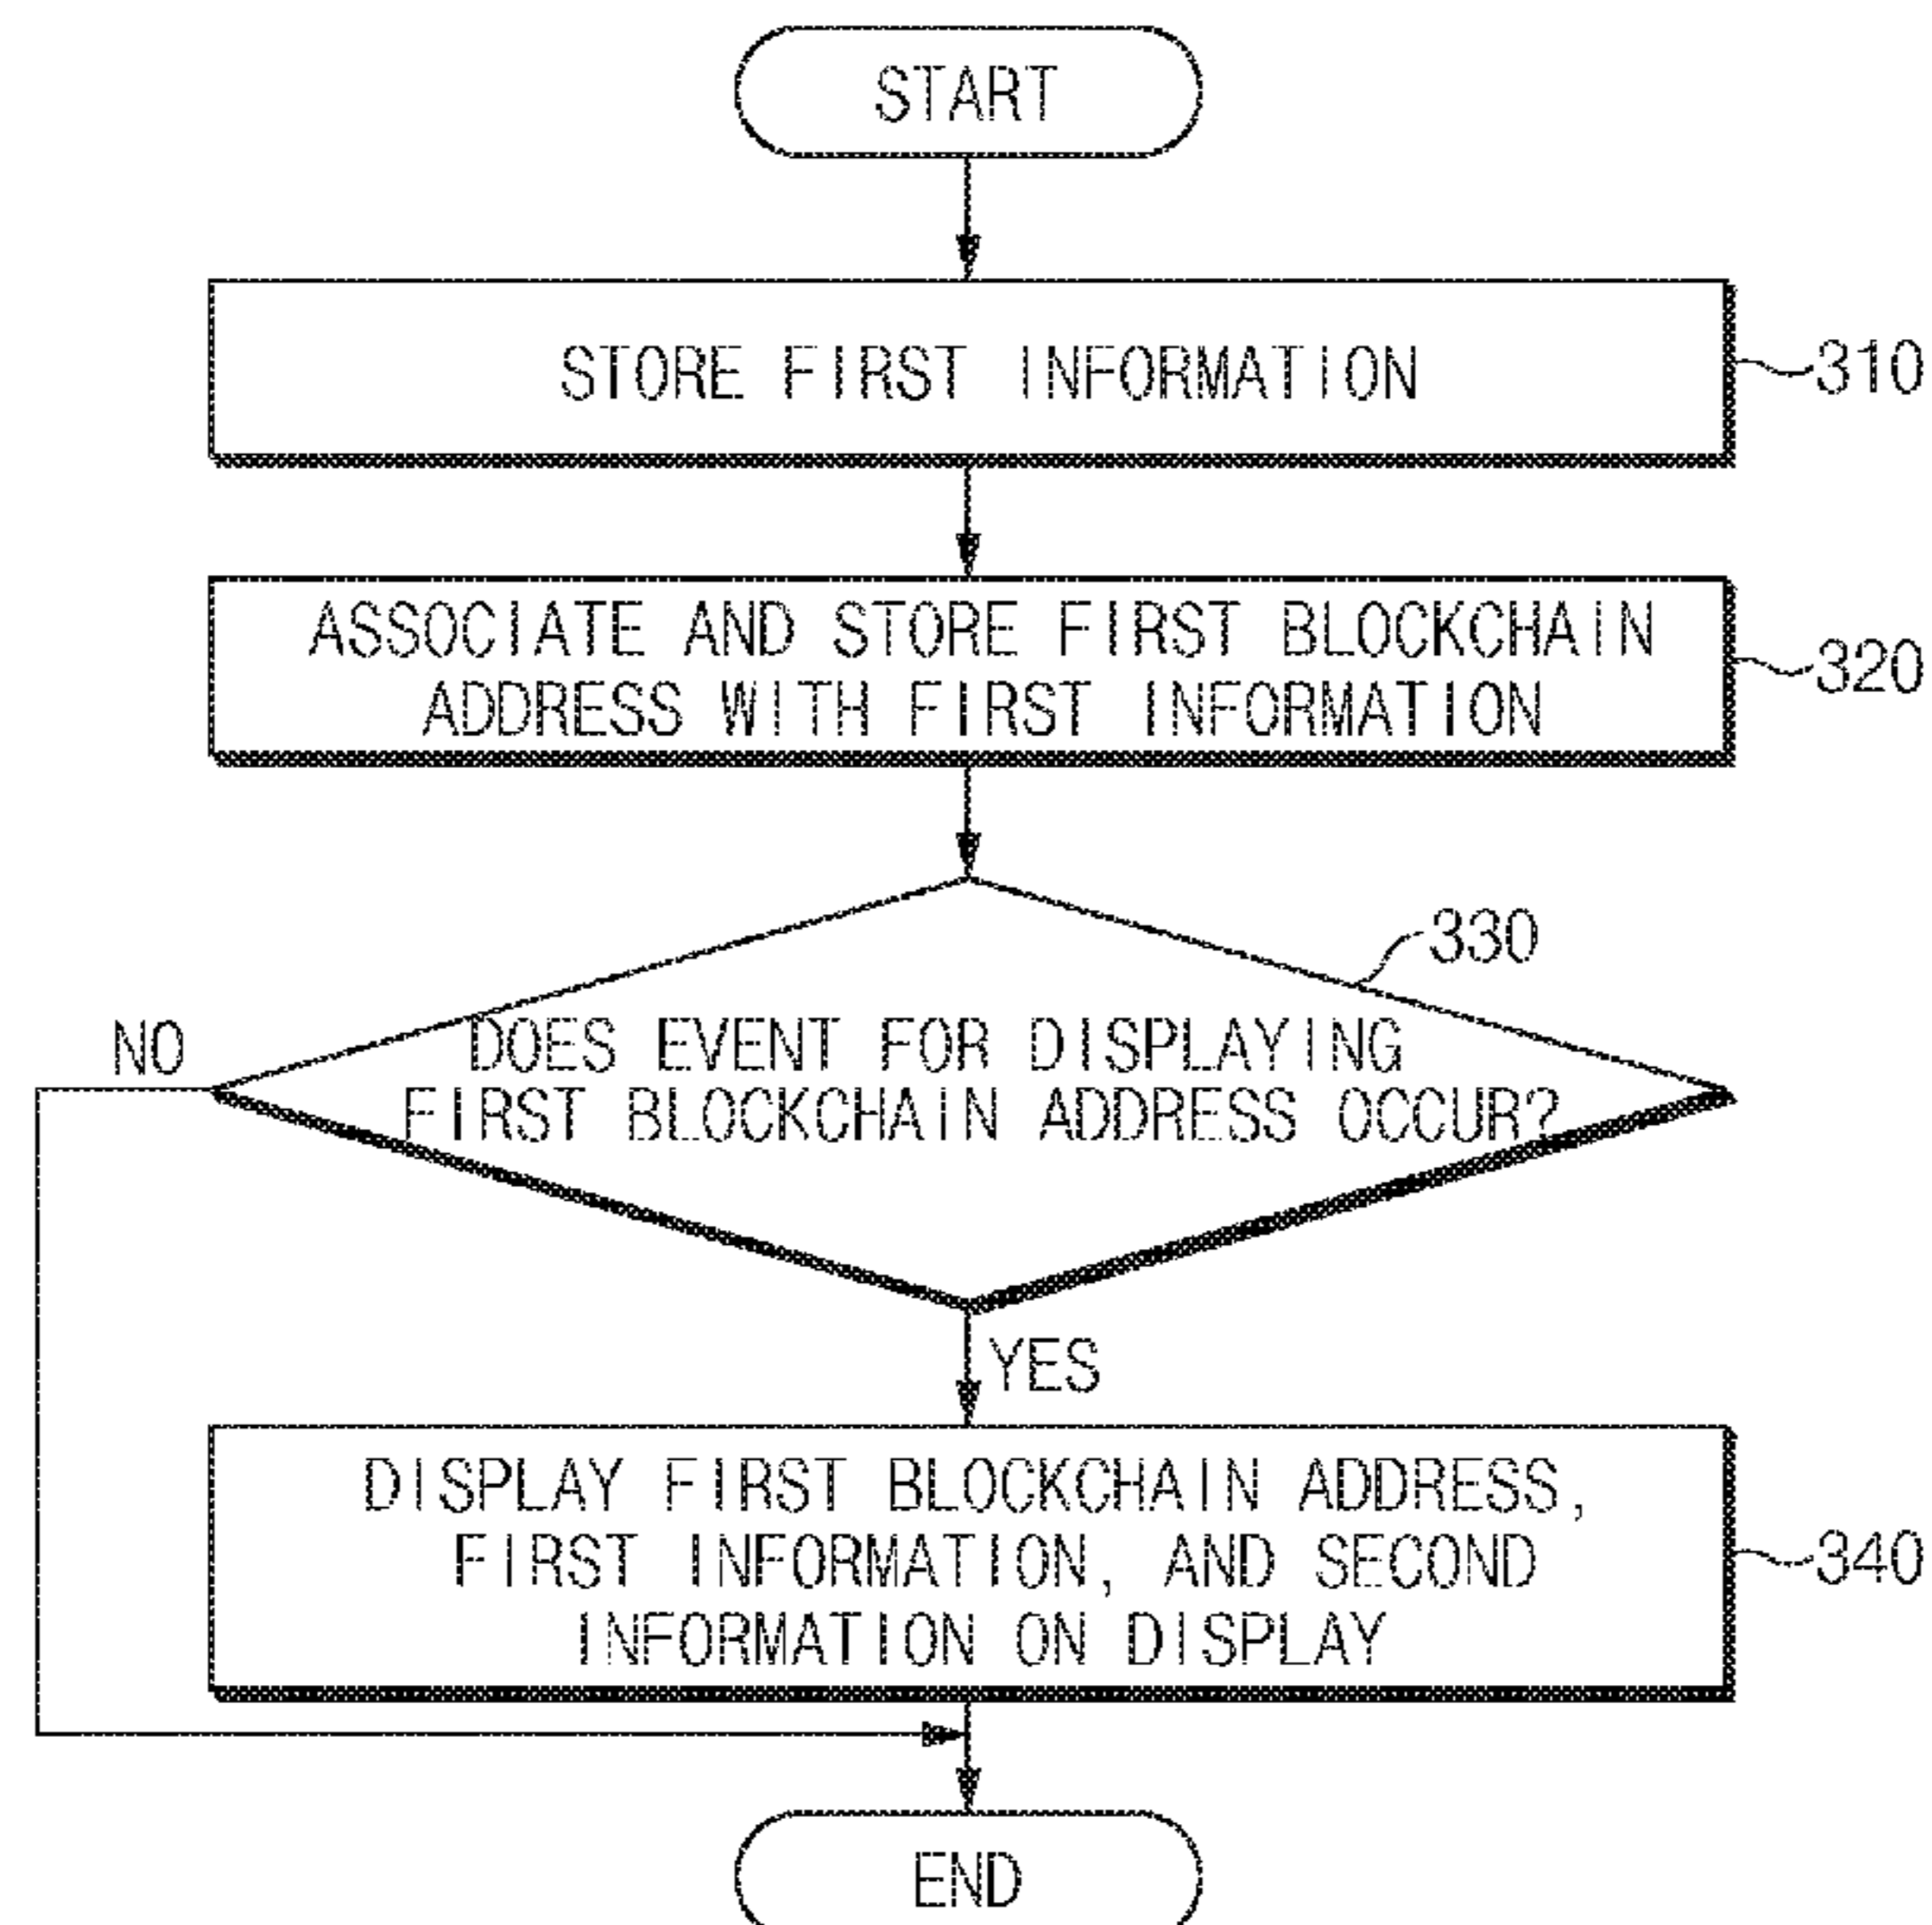 START
STORE FIRST INFORMATION
310
ASSOCIATE AND STORE FIRST BLOCKCHAIN
ADDRESS WITH FIRST INFORMATION
320
330
NO
DOES EVENT FOR DISPLAYING
FIRST BLOCKCHAIN ADDRESS OCCUR?
YES
DISPLAY FIRST BLOCKCHAIN ADDRESS,
FIRST INFORMATION, AND SECOND
INFORMATION ON DISPLAY
340
END